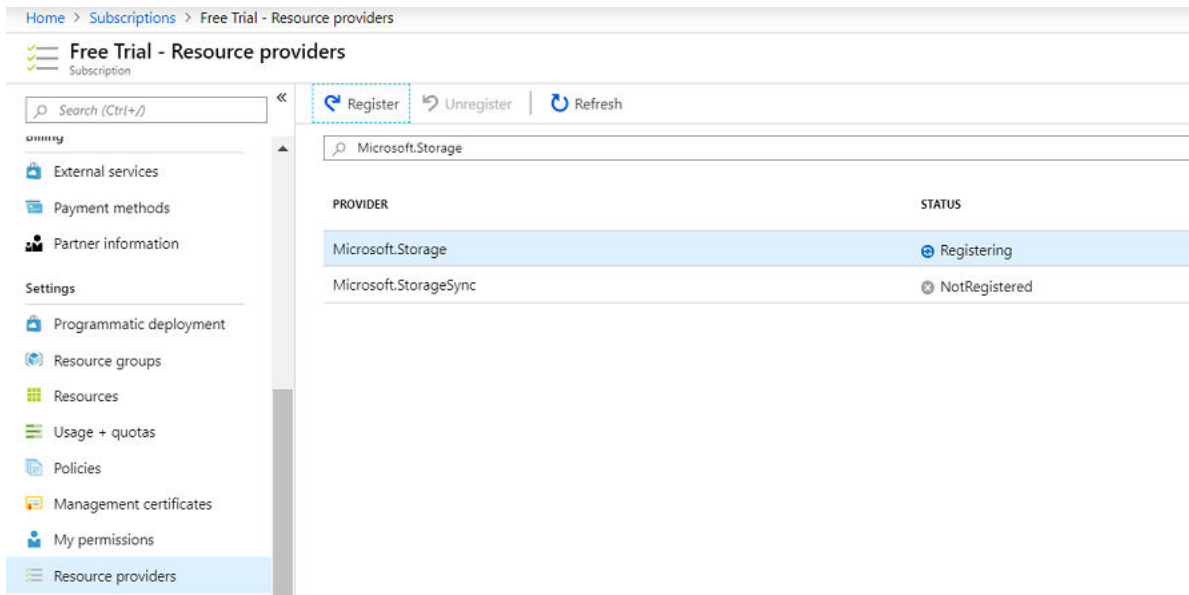 Home > Subscriptions > Free Trial - Resource providers
Free Trial - Resource providers
Subscription
Search (Ctrl+/)
«
Register
Unregister
Refresh
Billing
Microsoft.Storage
External services
Payment methods
PROVIDER STATUS
Partner information
Microsoft.Storage Registering
Settings
Microsoft.StorageSync NotRegistered
Programmatic deployment
Resource groups
Resources
Usage + quotas
Policies
Management certificates
My permissions
Resource providers